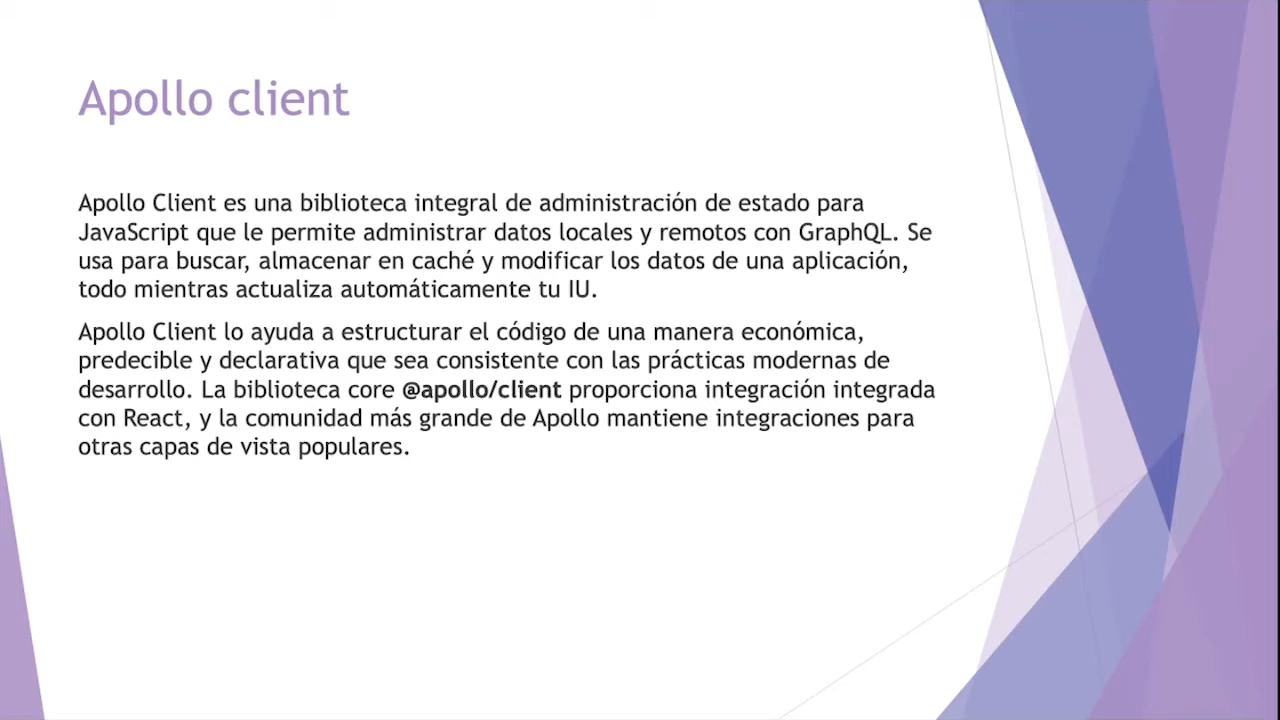 Apollo client
Apollo Client es una biblioteca integral de administración de estado para
JavaScript que le permite administrar datos locales y remotos con GraphQL. Se
usa para buscar, almacenar en caché y modificar los datos de una aplicación,
todo mientras actualiza automáticamente tu IU.
Apollo Client lo ayuda a estructurar el código de una manera económica,
predecible y declarativa que sea consistente con las prácticas modernas de
desarrollo. La biblioteca core @apollo/client proporciona integración integrada
con React, y la comunidad más grande de Apollo mantiene integraciones para
otras capas de vista populares.